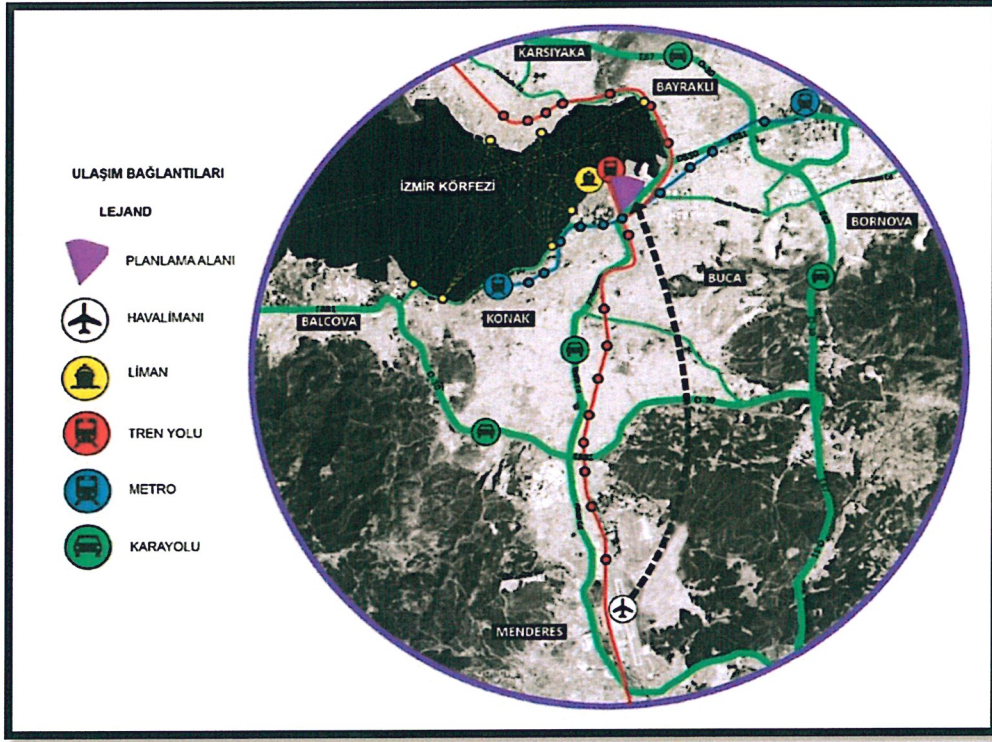 ULAŞIM BAĞLANTILARI
LEJAND
PLANLAMA ALANI
HAVALİMANI
LİMAN
TREN YOLU
METRO
KARAYOLU
KARSIYAKA
BAYRAKLI
İZMİR KÖRFEZİ
BORNOVA
BUCA
KONAK
BALCOVA
MENDERES